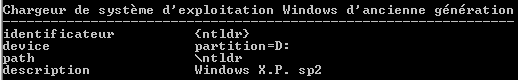 Chargeur de système d'exploitation Windows d'ancienne génération
identificateur {ntldr}
device partition=D:
path \ntldr
description Windows X.P. sp2